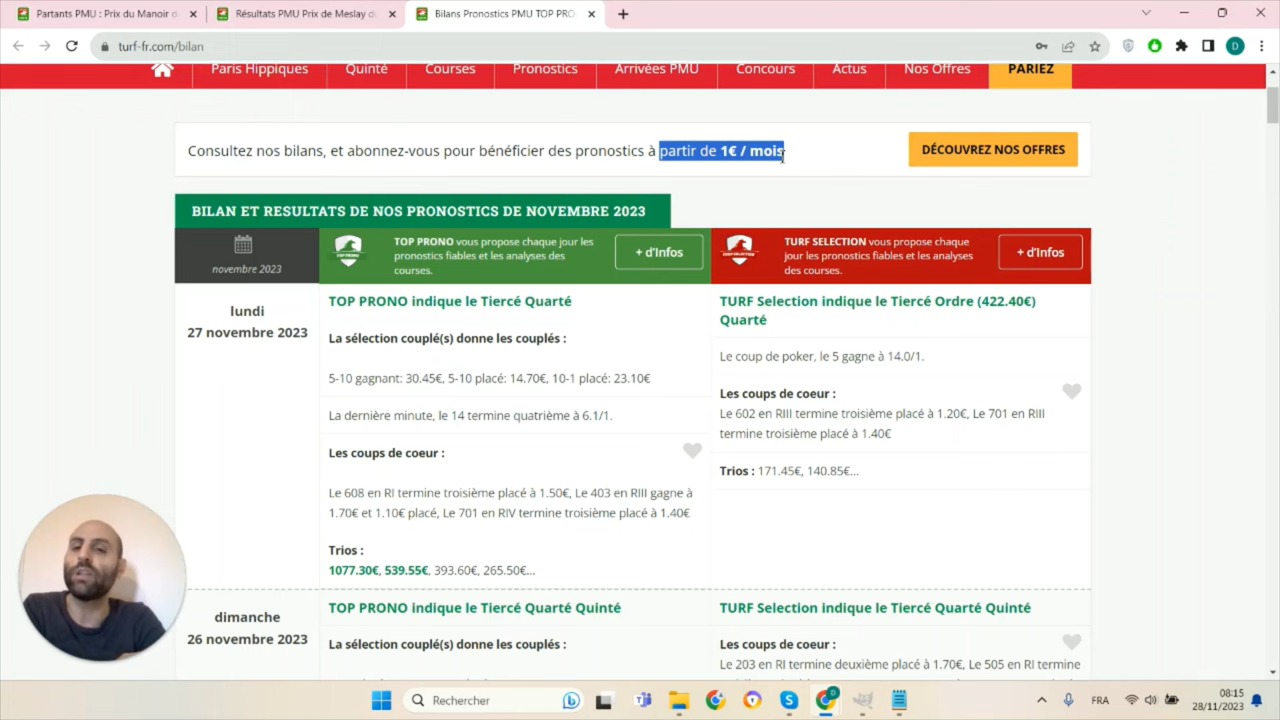 Partants PMU : Prix du Manoir d
Résultats PMU Prix de Meslay du
Bilans Pronostics PMU TOP PRO
turf-fr.com/bilan
D
Paris Hippiques
Quinté
Courses
Pronostics
Arrivées PMU
Concours
Actus
Nos Offres
PARIEZ
Consultez nos bilans, et abonnez-vous pour bénéficier des pronostics à partir de 1€ / mois
DÉCOUVREZ NOS OFFRES
BILAN ET RESULTATS DE NOS PRONOSTICS DE NOVEMBRE 2023
novembre 2023
TOP PRONO
TOP PRONO vous propose chaque jour les
pronostics fiables et les analyses des
courses.
+ d'Infos
TURF SELECTION vous propose chaque
jour les pronostics fiables et les analyses
des courses.
+ d'Infos
lundi
27 novembre 2023
TOP PRONO indique le Tiercé Quarté
La sélection couplé(s) donne les couplés :
5-10 gagnant: 30.45€, 5-10 placé: 14.70€, 10-1 placé: 23.10€
La dernière minute, le 14 termine quatrième à 6.1/1.
Les coups de coeur :
Le 608 en RI termine troisième placé à 1.50€, Le 403 en RIII gagne à
1.70€ et 1.10€ placé, Le 701 en RIV termine troisième placé à 1.40€
Trios :
1077.30€, 539.55€, 393.60€, 265.50€...
TURF Selection indique le Tiercé Ordre (422.40€)
Quarté
Le coup de poker, le 5 gagne à 14.0/1.
Les coups de coeur :
Le 602 en RIII termine troisième placé à 1.20€, Le 701 en RIII
termine troisième placé à 1.40€
Trios : 171.45€, 140.85€...
dimanche
26 novembre 2023
TOP PRONO indique le Tiercé Quarté Quinté
La sélection couplé(s) donne les couplés :
TURF Selection indique le Tiercé Quarté Quinté
Les coups de coeur :
Le 203 en RI termine deuxième placé à 1.70€, Le 505 en RI termine
Rechercher
FRA
08:15
28/11/2023